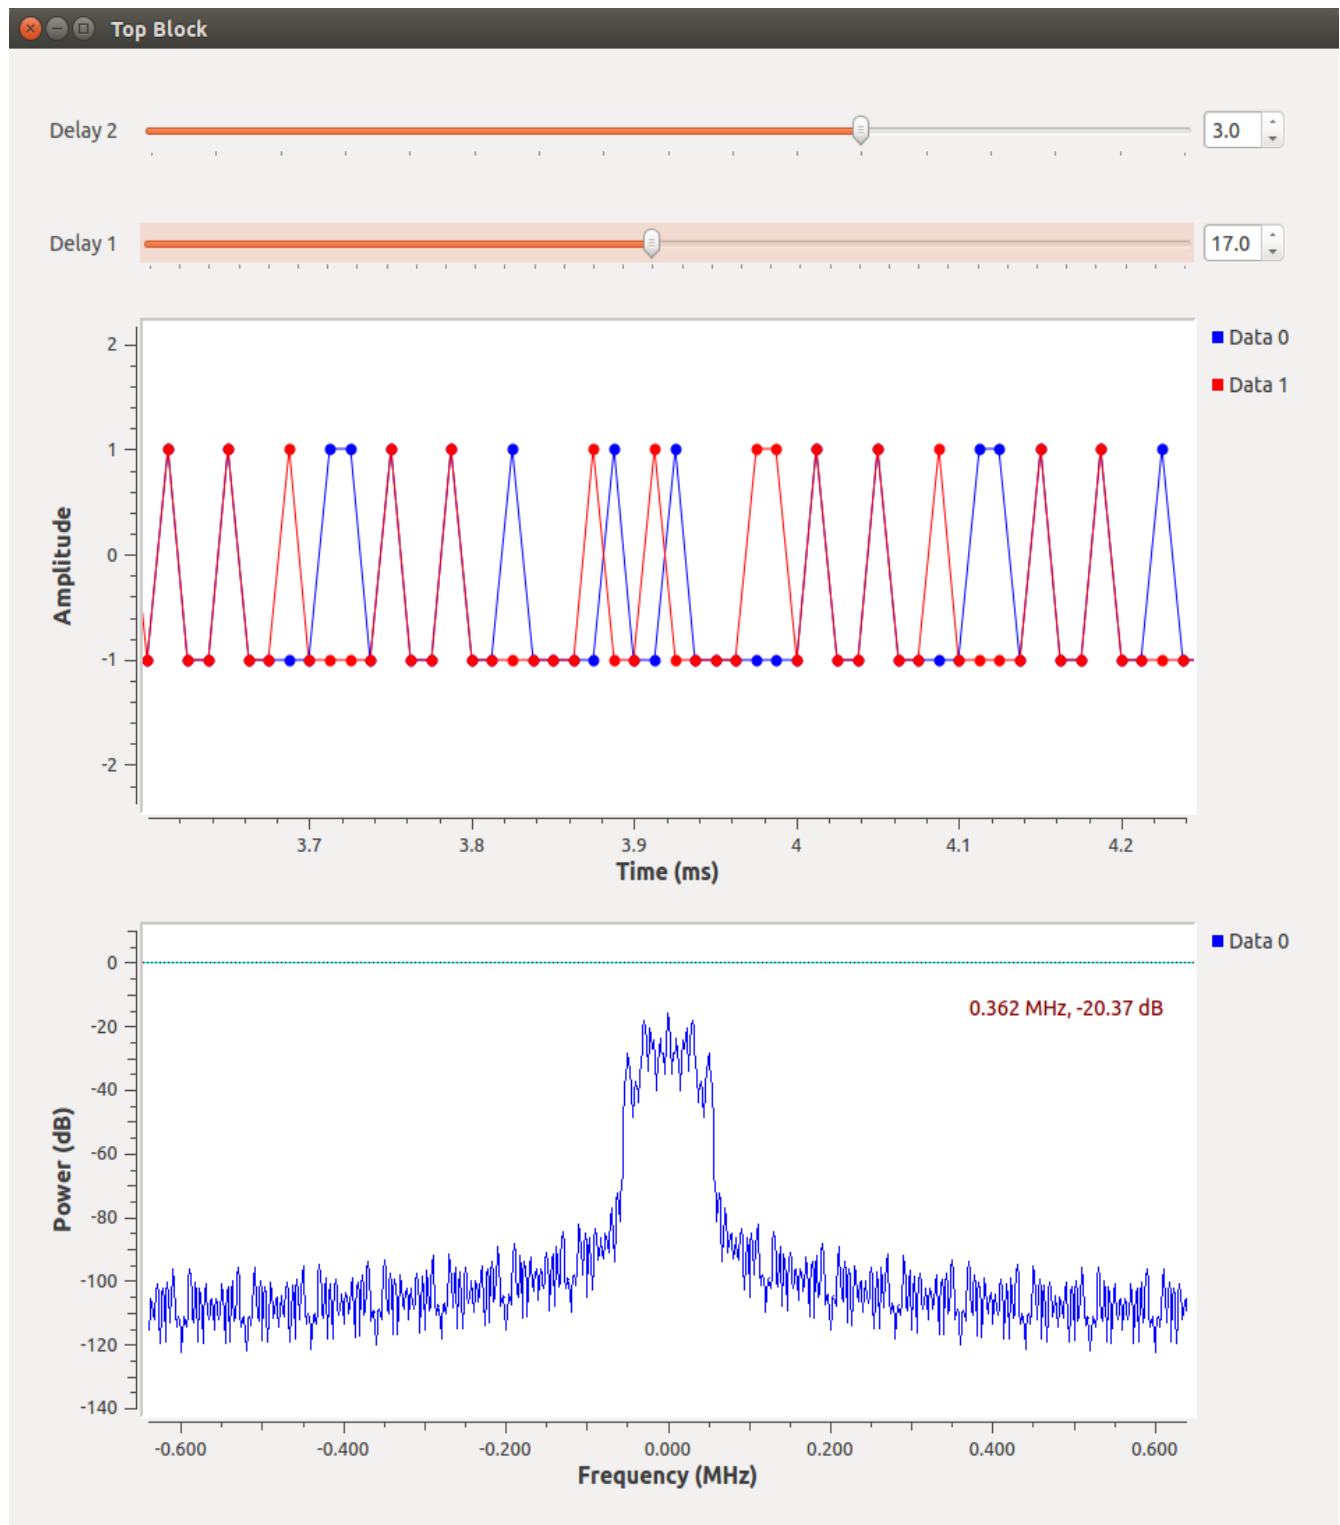 Top Block
Delay 2
3.0
Delay 1
17.0
Data 0
Data 1
2
1
0
-1
-2
Amplitude
3.7 3.8 3.9 4 4.1 4.2
Time (ms)
Data 0
0.362 MHz, -20.37 dB
0
-20
-40
-60
-80
-100
-120
-140
Power (dB)
-0.600 -0.400 -0.200 0.000 0.200 0.400 0.600
Frequency (MHz)